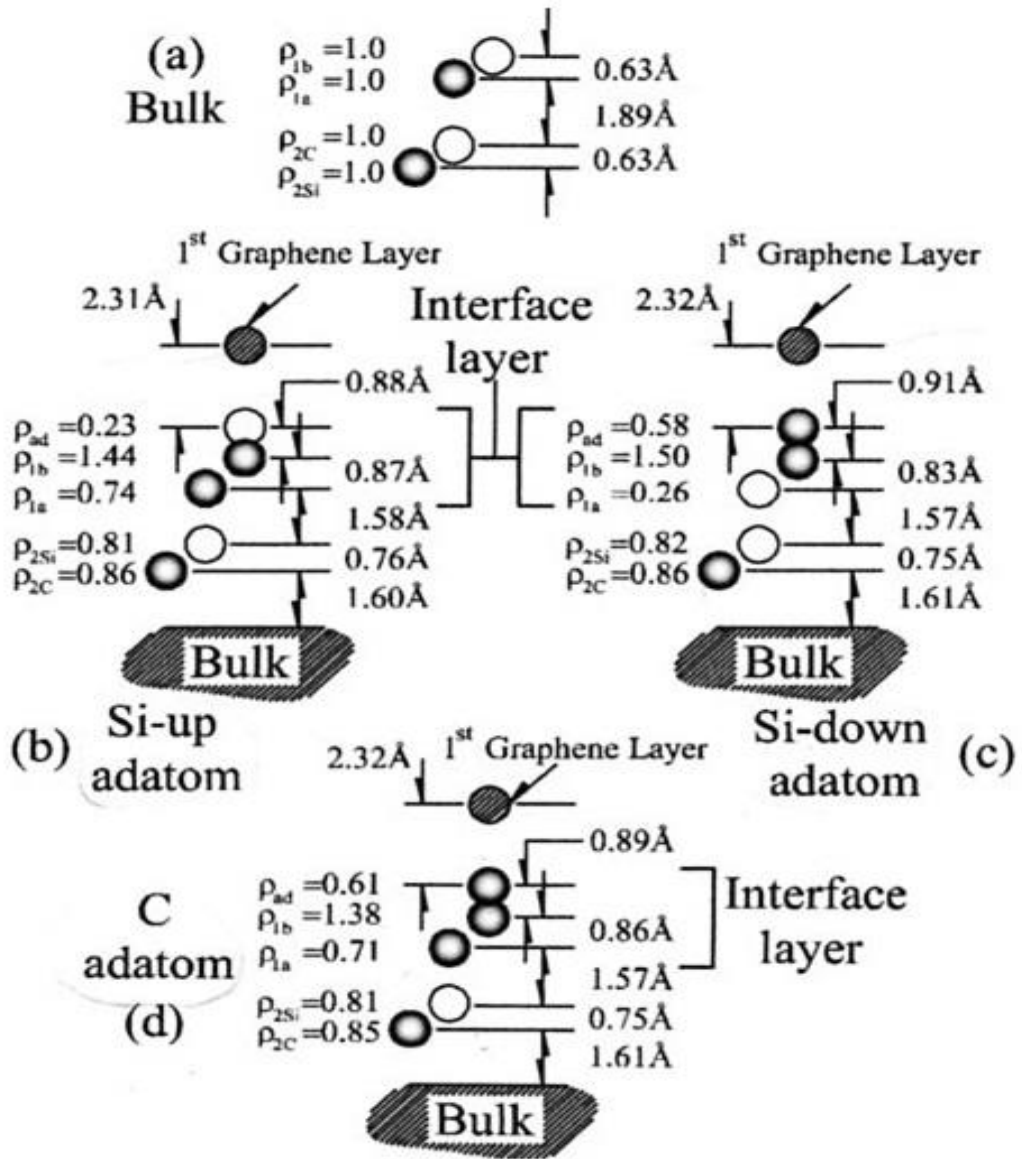 (a)
Bulk
ρ1b =1.0
ρ1a =1.0
ρ2C =1.0
ρ2Si =1.0
0.63Å
1.89Å
0.63Å
1st Graphene Layer
2.31Å
0.88Å
ρad =0.23
ρ1b =1.44
ρ1a =0.74
ρ2Si =0.81
ρ2C =0.86
0.87Å
1.58Å
0.76Å
1.60Å
Bulk
Si-up
adatom
(b)
Interface
layer
1st Graphene Layer
2.32Å
0.91Å
ρad =0.58
ρ1b =1.50
ρ1a =0.26
ρ2Si =0.82
ρ2C =0.86
0.83Å
1.57Å
0.75Å
1.61Å
Bulk
Si-down
adatom
(c)
1st Graphene Layer
2.32Å
0.89Å
C
adatom
(d)
ρad =0.61
ρ1b =1.38
ρ1a =0.71
ρ2Si =0.81
ρ2C =0.85
0.86Å
1.57Å
0.75Å
1.61Å
Interface
layer
Bulk